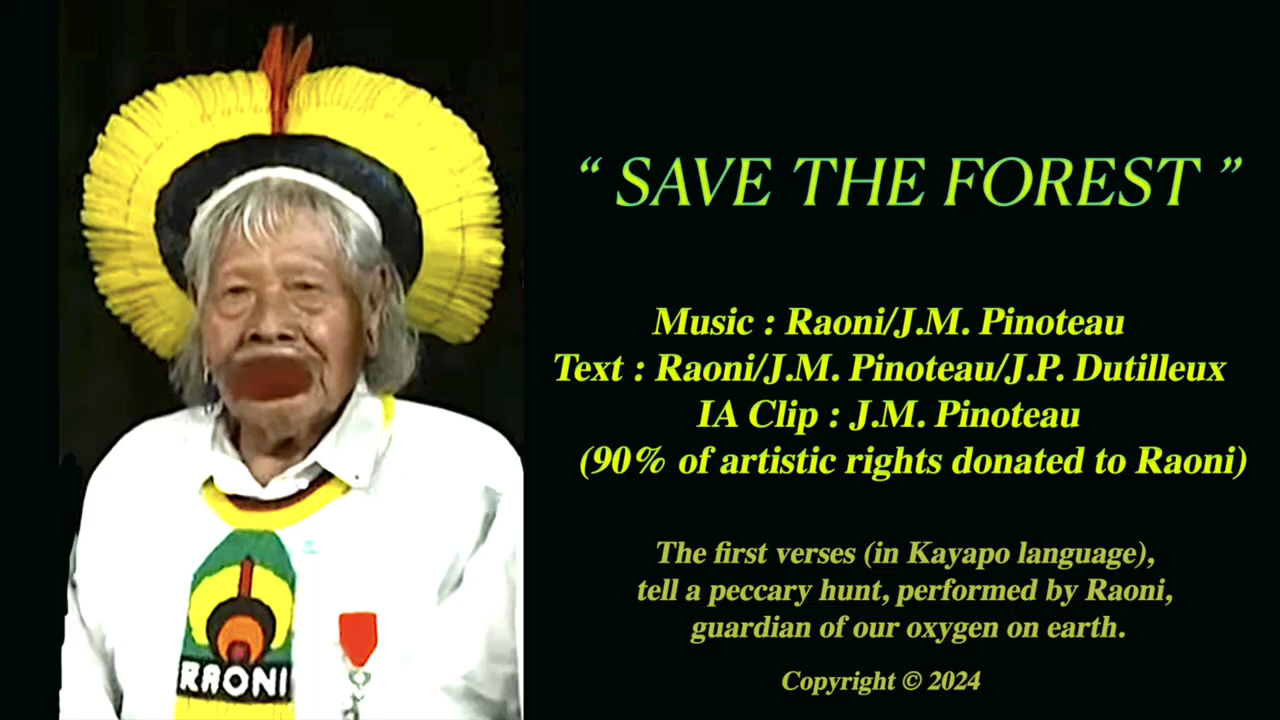 “ SAVE THE FOREST ”
Music : Raoni/J.M. Pinoteau
Text : Raoni/J.M. Pinoteau/J.P. Dutilleux
IA Clip : J.M. Pinoteau
(90% of artistic rights donated to Raoni)
The first verses (in Kayapo language),
tell a peccary hunt, performed by Raoni,
guardian of our oxygen on earth.
Copyright © 2024
RAONI